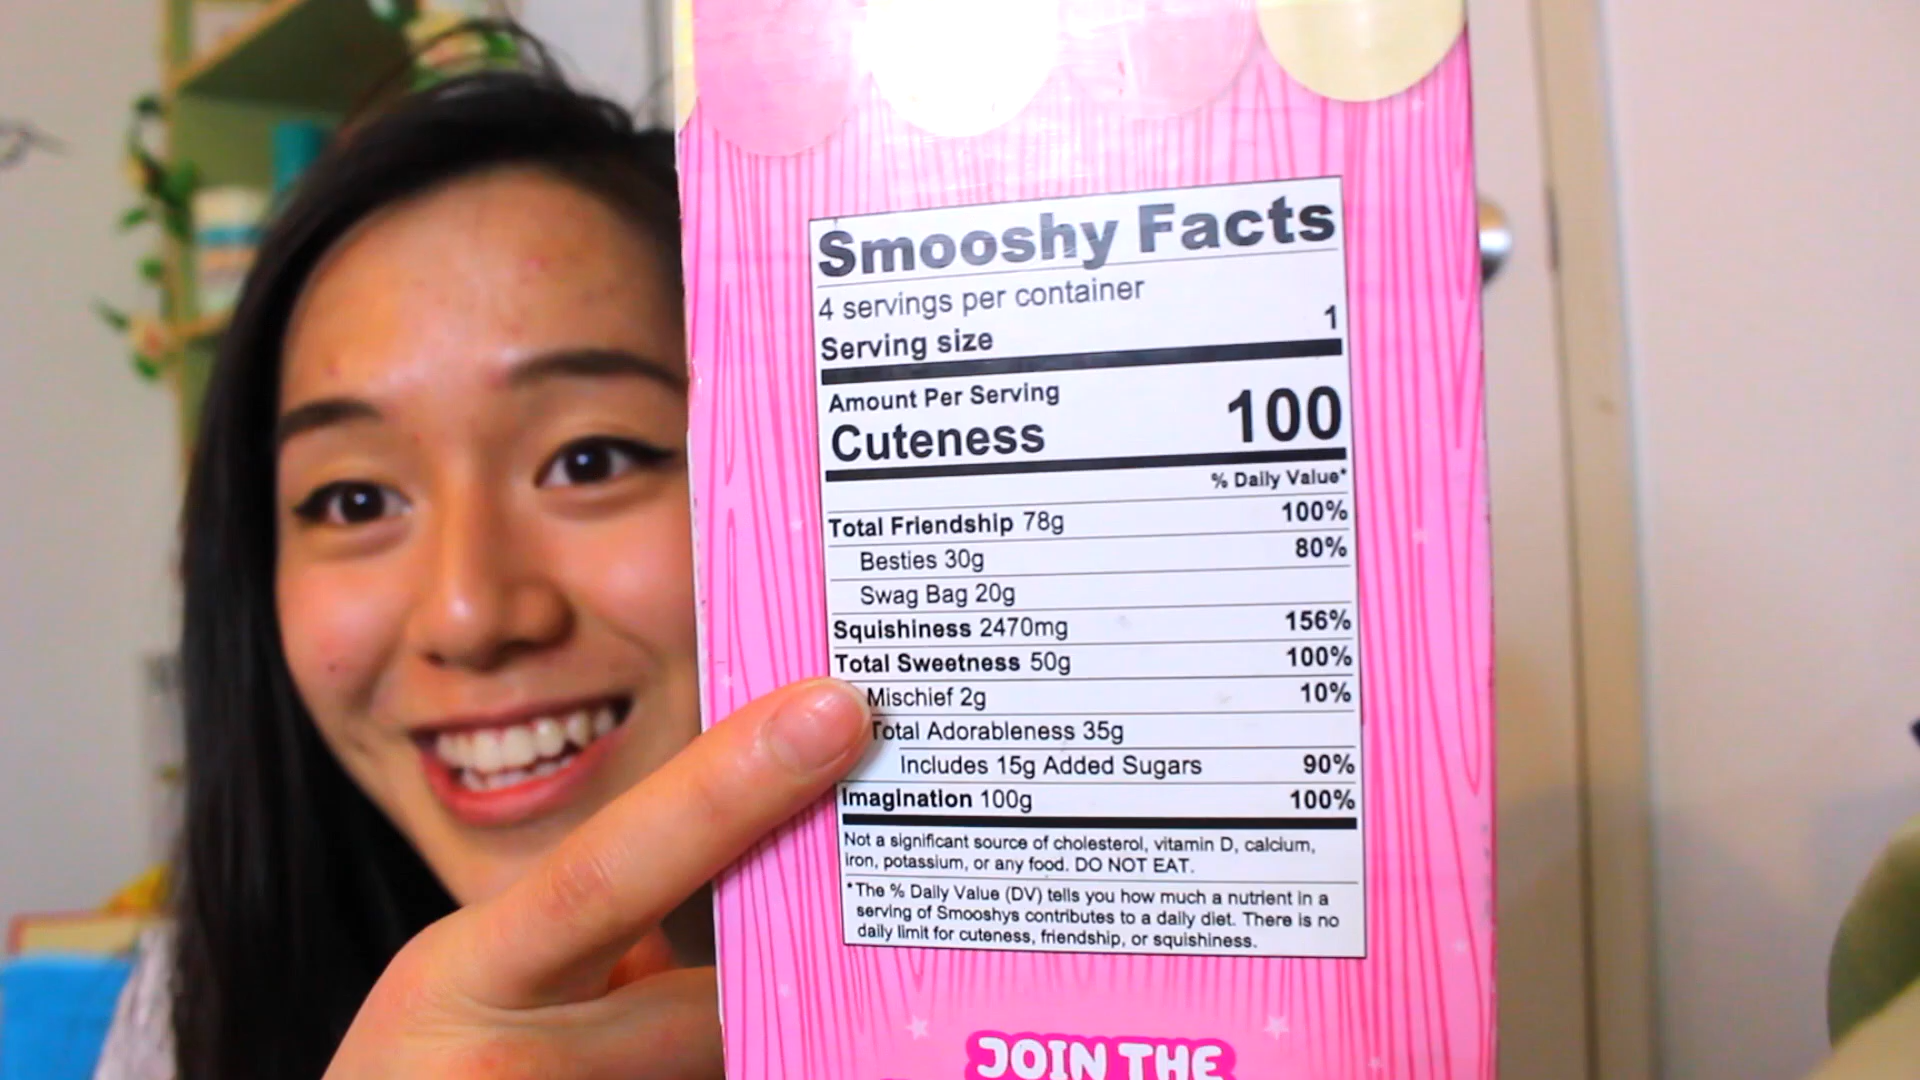 Smooshy Facts
4 servings per container
Serving size 1
Amount Per Serving
Cuteness 100
% Daily Value*
Total Friendship 78g 100%
Besties 30g 80%
Swag Bag 20g
Squishiness 2470mg 156%
Total Sweetness 50g 100%
Mischief 2g 10%
Total Adorableness 35g
Includes 15g Added Sugars 90%
Imagination 100g 100%
Not a significant source of cholesterol, vitamin D, calcium,
iron, potassium, or any food. DO NOT EAT.
*The % Daily Value (DV) tells you how much a nutrient in a
serving of Smooshys contributes to a daily diet. There is no
daily limit for cuteness, friendship, or squishiness.
JOIN THE